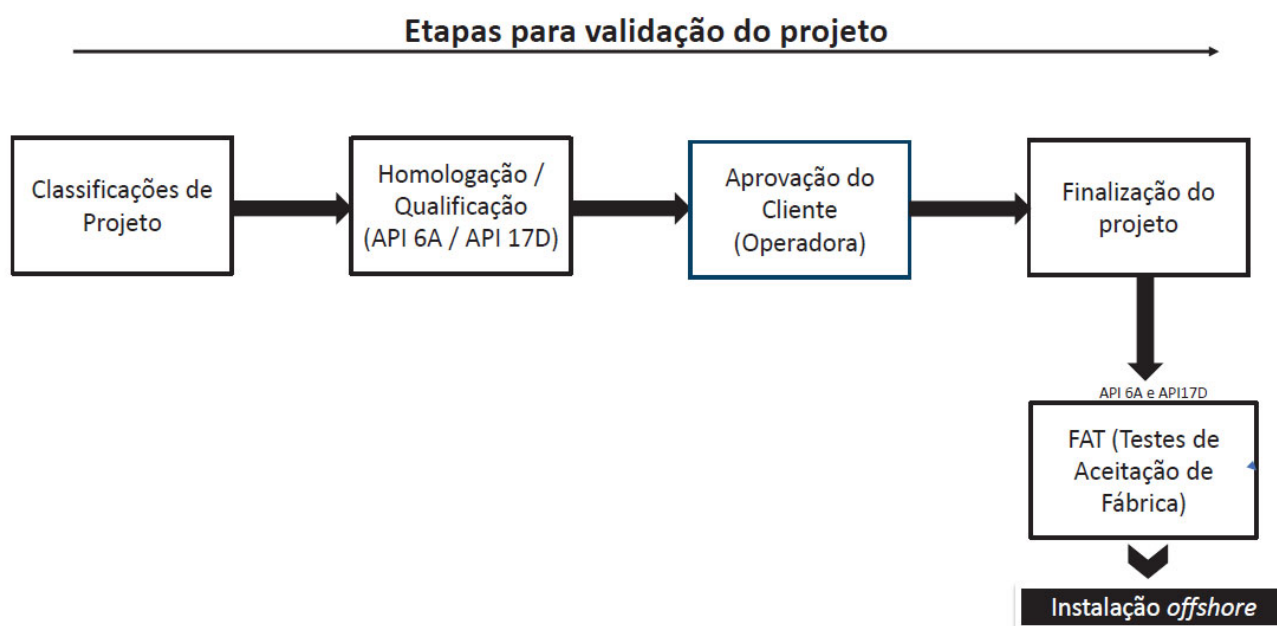 Etapas para validação do projeto
Classificações de
Projeto
Homologação /
Qualificação
(API 6A / API 17D)
Aprovação do
Cliente
(Operadora)
Finalização do
projeto
API 6A e API17D
FAT (Testes de
Aceitação de
Fábrica)
Instalação offshore